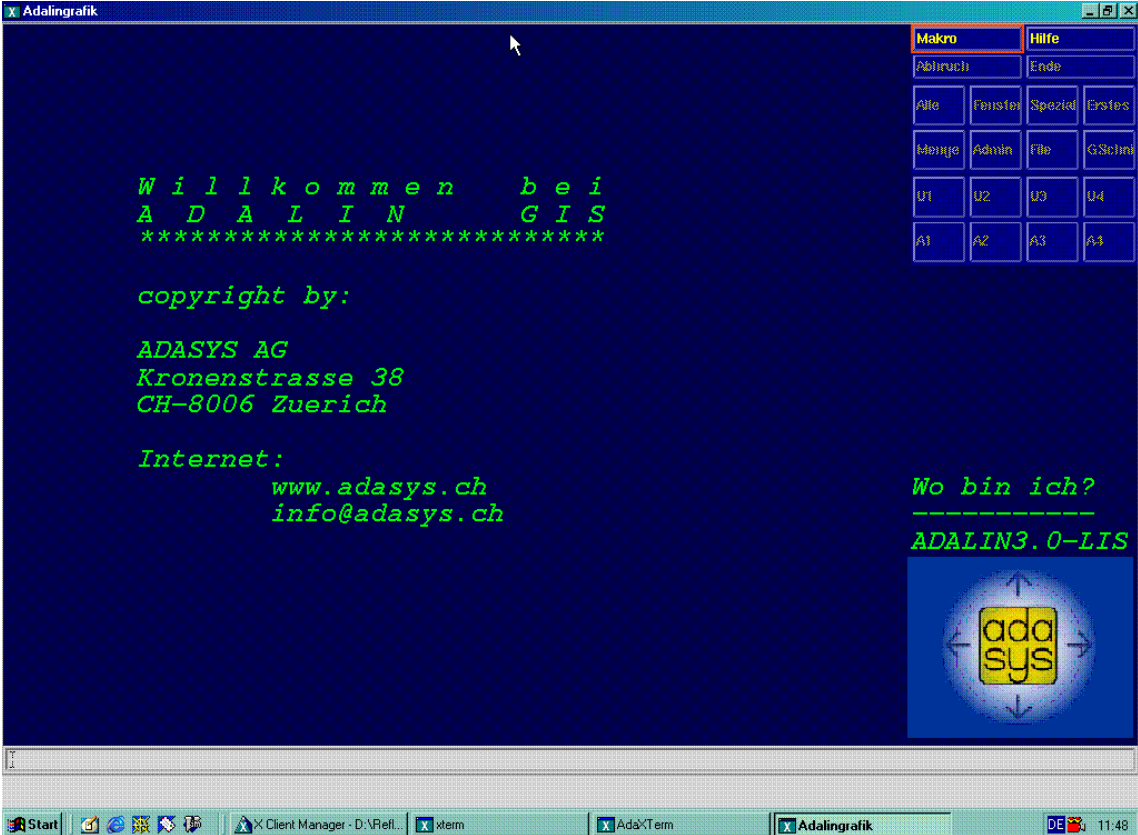 Adalingrafik
Makro Hilfe
Abbruch Ende
Alle Fenster Spezial Erstes
Menge Admin File GSchni
U1 U2 U3 U4
A1 A2 A3 A4
W i l l k o m m e n b e i
A D A L I N G I S
****************************
copyright by:
ADASYS AG
Kronenstrasse 38
CH-8006 Zuerich
Internet:
www.adasys.ch
info@adasys.ch
Wo bin ich?
-----------
ADALIN3.0-LIS
ada
sys
Start X Client Manager - D:\Refl... xterm AdaXTerm Adalingrafik DE 11:48